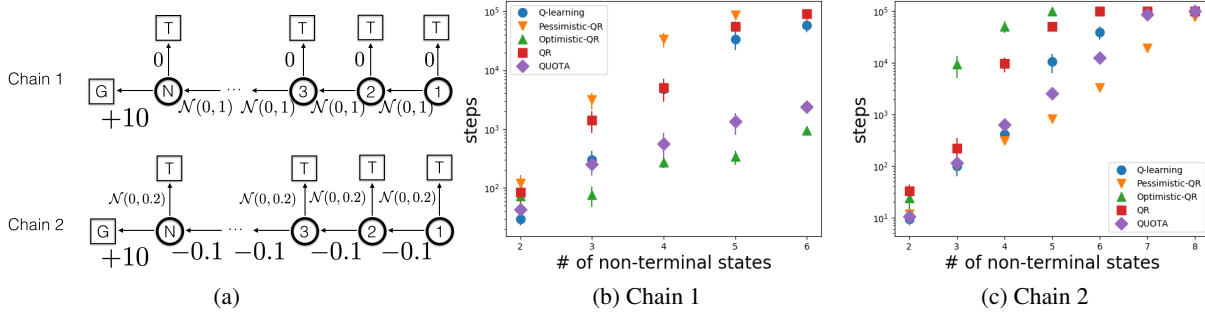 T T T T
0 0 0 0
Chain 1
G N ... 3 2 1
+10 𝒩(0, 1) 𝒩(0, 1) 𝒩(0, 1) 𝒩(0, 1)
T T T T
𝒩(0, 0.2) 𝒩(0, 0.2) 𝒩(0, 0.2) 𝒩(0, 0.2)
Chain 2
G N ... 3 2 1
+10 −0.1 −0.1 −0.1 −0.1
(a)
Q-learning
Pessimistic-QR
Optimistic-QR
QR
QUOTA
10⁵
10⁴
10³
10²
steps
2 3 4 5 6
# of non-terminal states
(b) Chain 1
10⁵
10⁴
10³
10²
10¹
steps
Q-learning
Pessimistic-QR
Optimistic-QR
QR
QUOTA
2 3 4 5 6 7 8
# of non-terminal states
(c) Chain 2